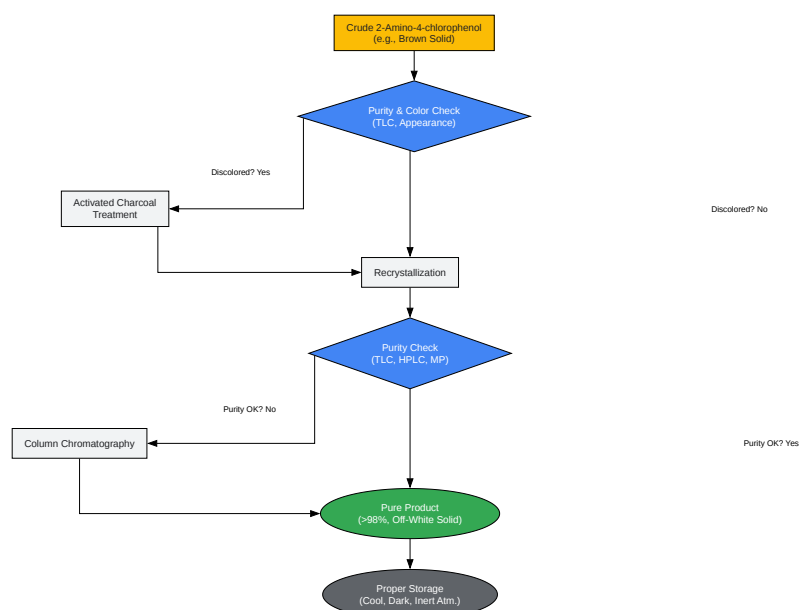 Crude 2-Amino-4-chlorophenol
(e.g., Brown Solid)
Purity & Color Check
(TLC, Appearance)
Discolored? Yes
Activated Charcoal
Treatment
Discolored? No
Recrystallization
Purity Check
(TLC, HPLC, MP)
Purity OK? No
Column Chromatography
Purity OK? Yes
Pure Product
(>98%, Off-White Solid)
Proper Storage
(Cool, Dark, Inert Atm.)